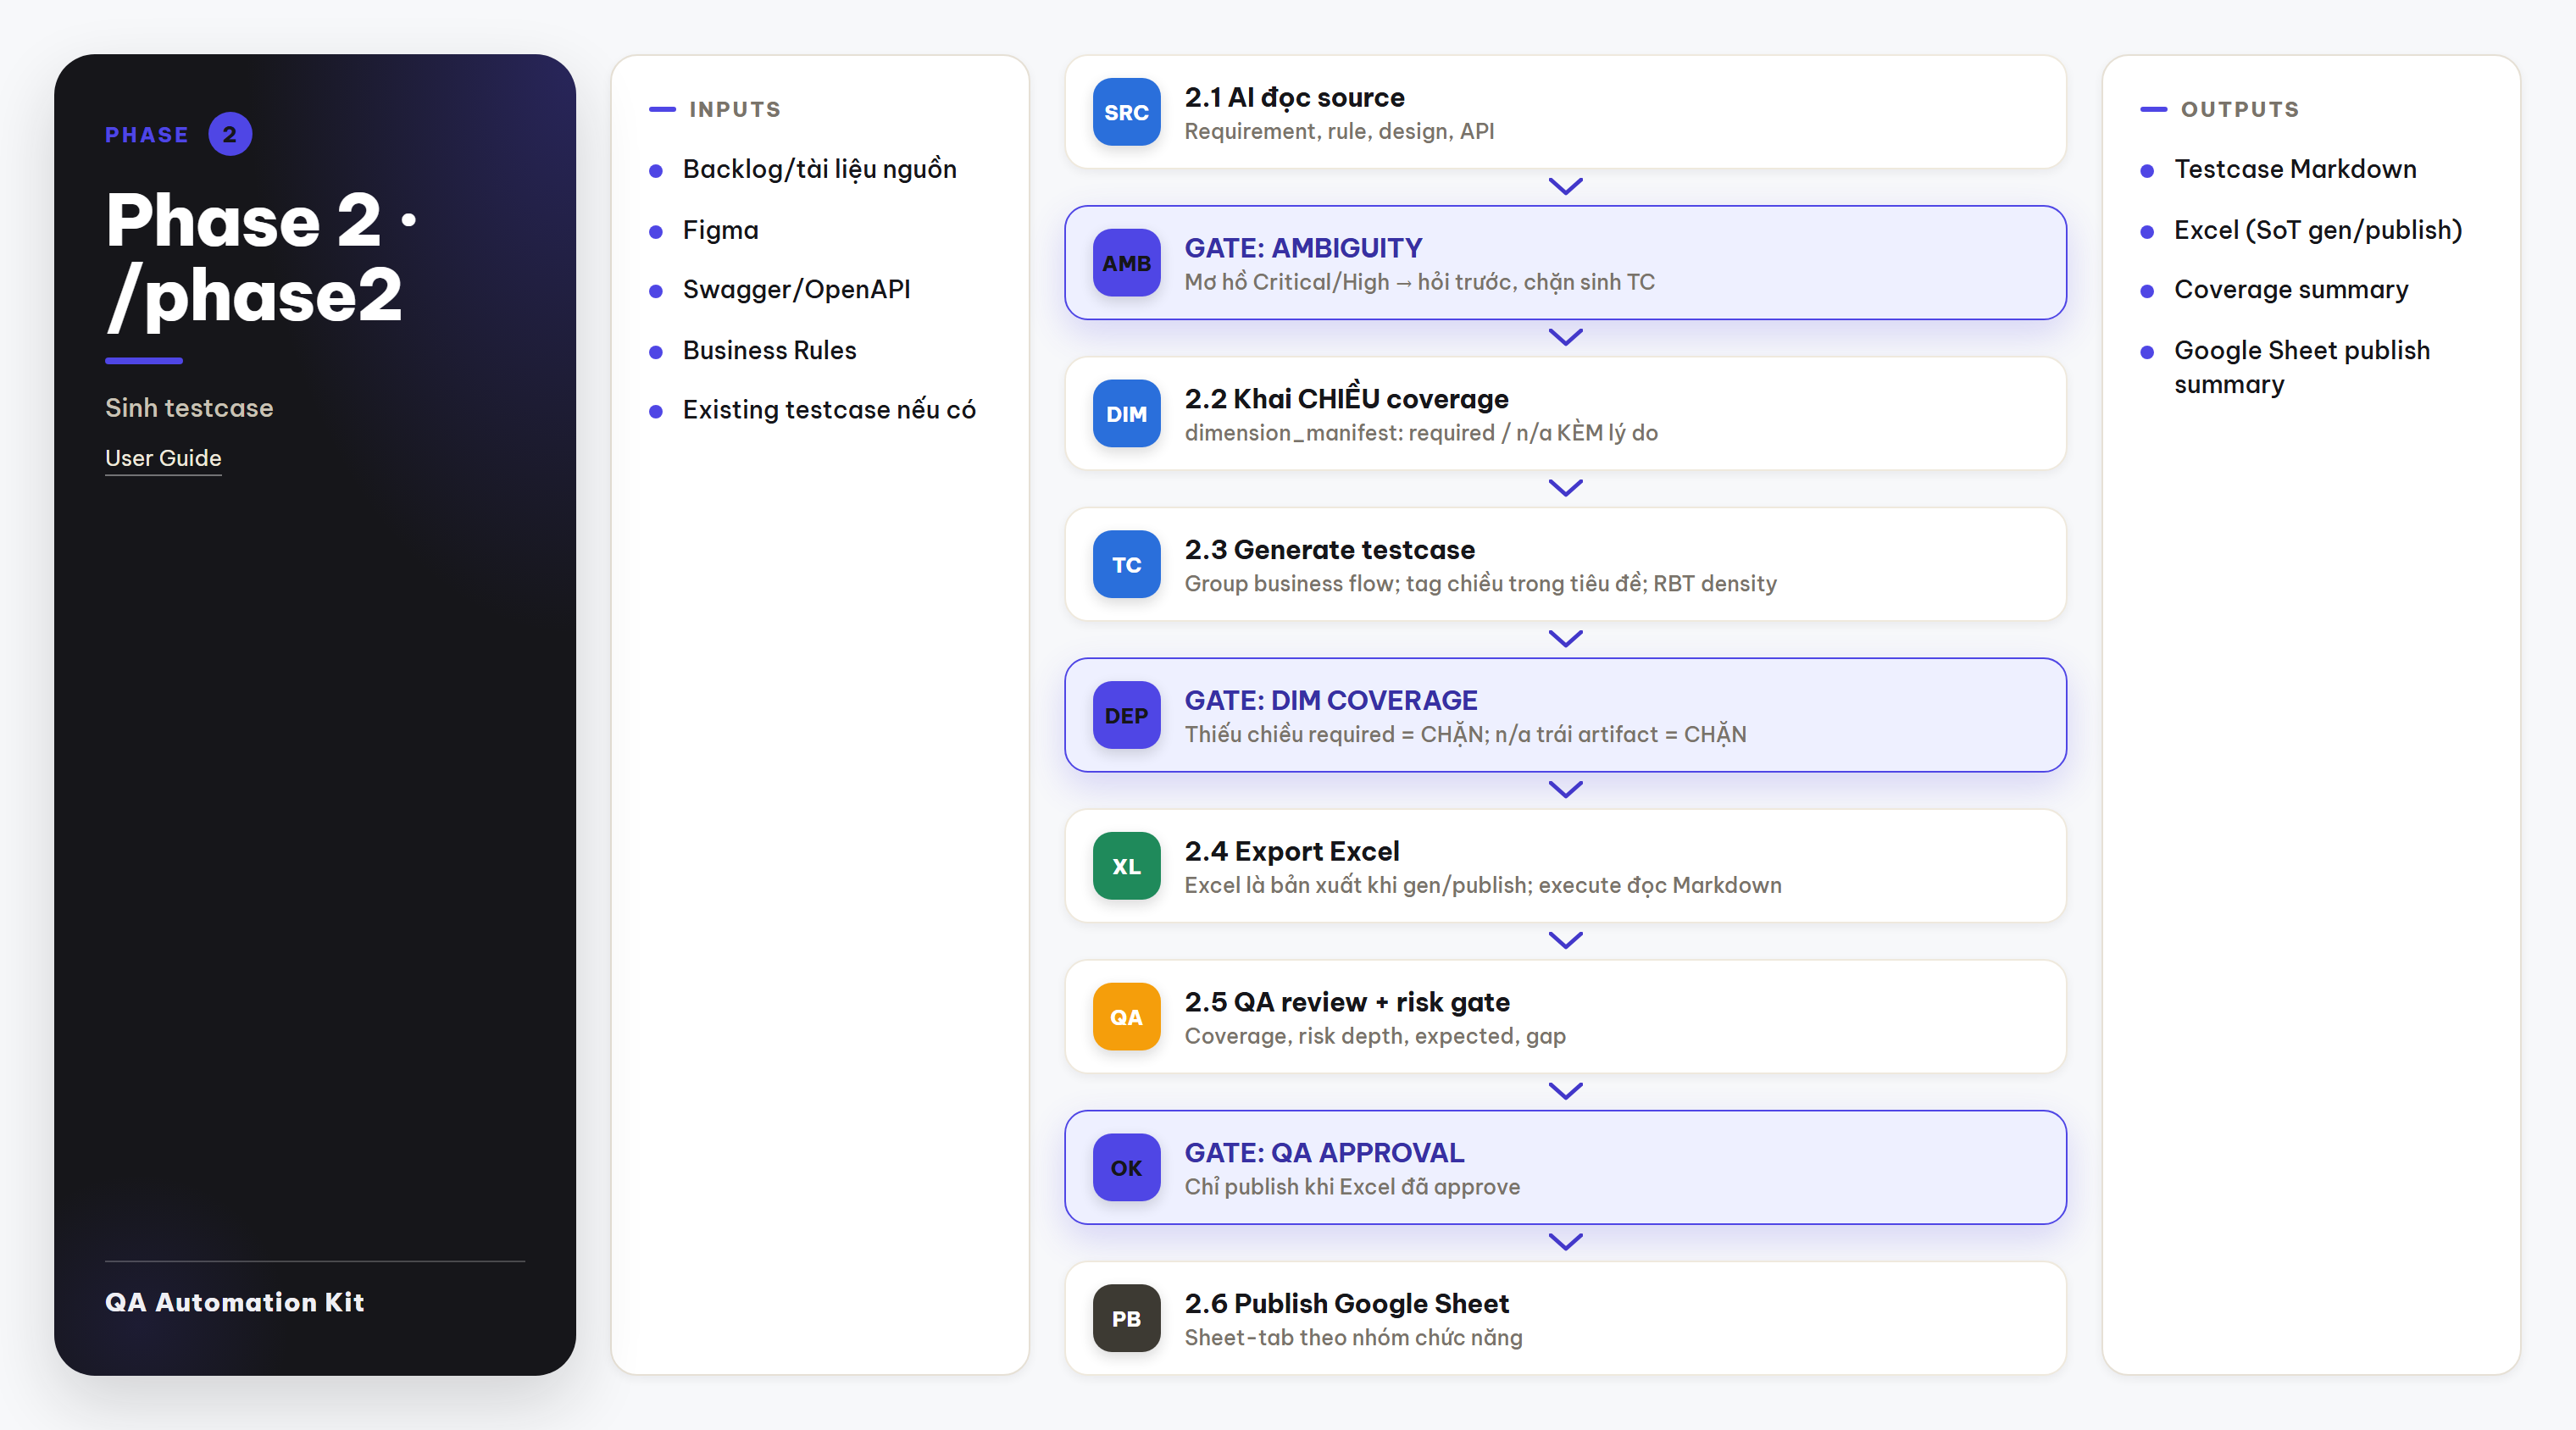 PHASE 2
Phase 2 ·
/phase2
Sinh testcase
User Guide
QA Automation Kit
INPUTS
Backlog/tài liệu nguồn
Figma
Swagger/OpenAPI
Business Rules
Existing testcase nếu có
SRC
2.1 AI đọc source
Requirement, rule, design, API
AMB
GATE: AMBIGUITY
Mơ hồ Critical/High → hỏi trước, chặn sinh TC
DIM
2.2 Khai CHIỀU coverage
dimension_manifest: required / n/a KÈM lý do
TC
2.3 Generate testcase
Group business flow; tag chiều trong tiêu đề; RBT density
DEP
GATE: DIM COVERAGE
Thiếu chiều required = CHẶN; n/a trái artifact = CHẶN
XL
2.4 Export Excel
Excel là bản xuất khi gen/publish; execute đọc Markdown
QA
2.5 QA review + risk gate
Coverage, risk depth, expected, gap
OK
GATE: QA APPROVAL
Chỉ publish khi Excel đã approve
PB
2.6 Publish Google Sheet
Sheet-tab theo nhóm chức năng
OUTPUTS
Testcase Markdown
Excel (SoT gen/publish)
Coverage summary
Google Sheet publish
summary